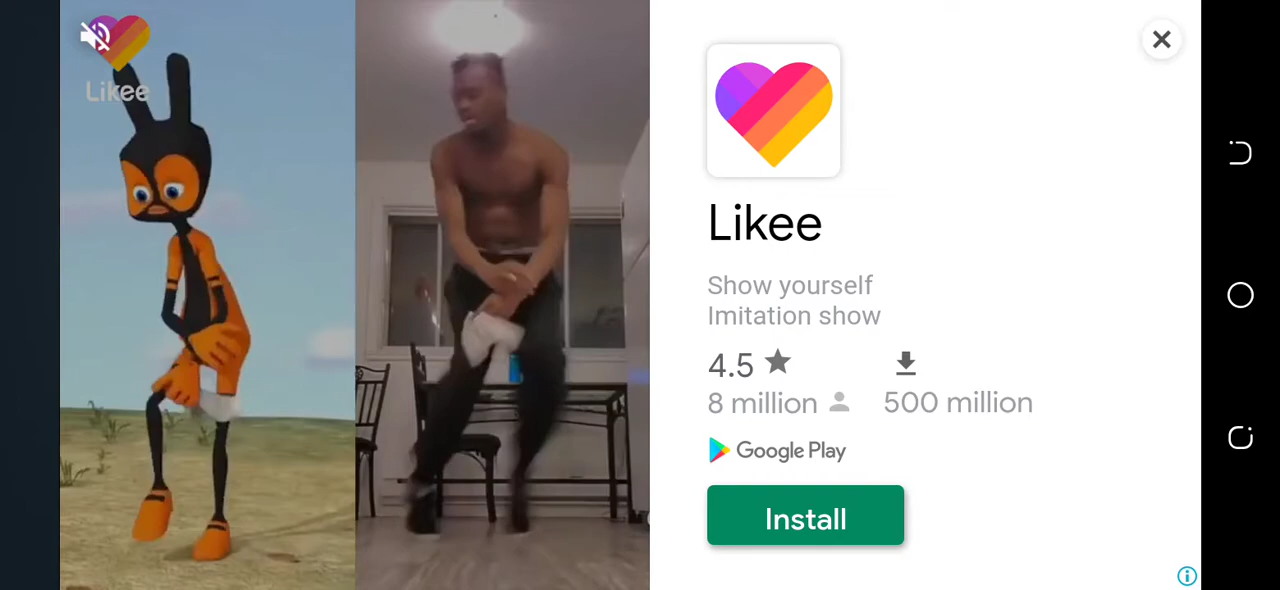 Likee
Likee
Show yourself
Imitation show
4.5
8 million
500 million
Google Play
Install